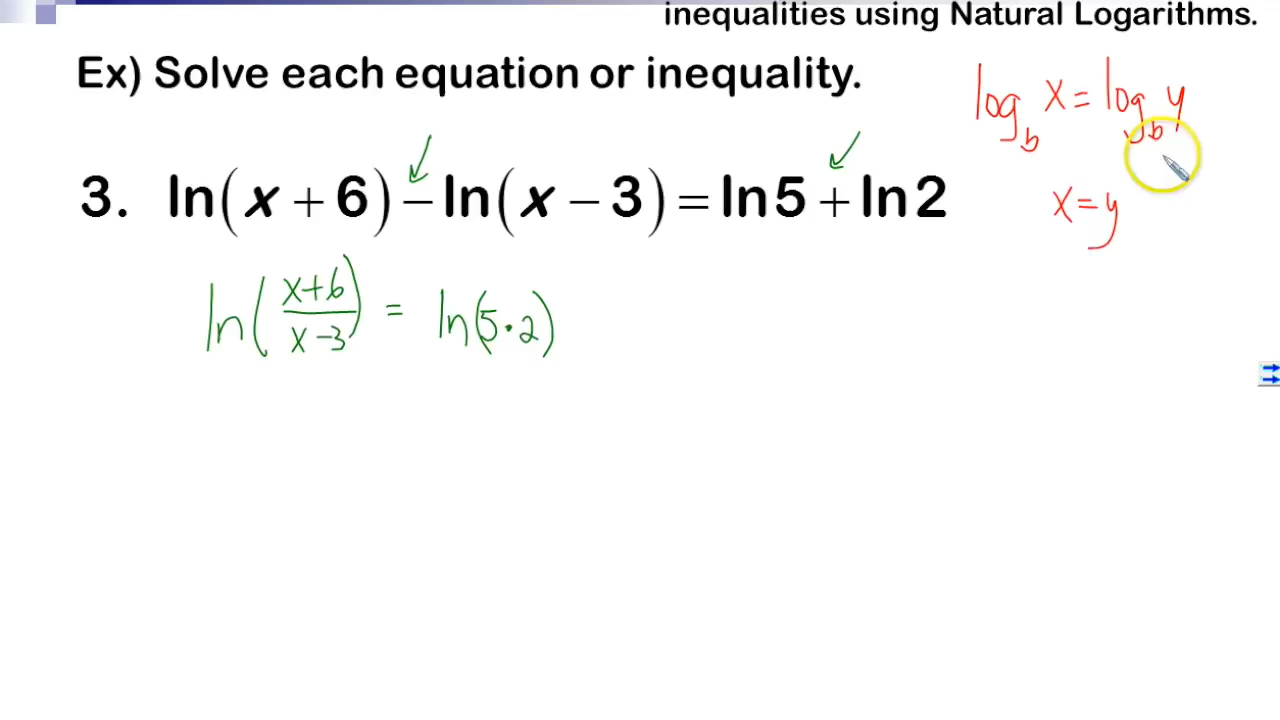 inequalities using Natural Logarithms.
Ex) Solve each equation or inequality.
log_b x = log_b y
3. ln(x + 6) − ln(x − 3) = ln5 + ln2
x = y
ln((x+6)/(x−3)) = ln(5·2)